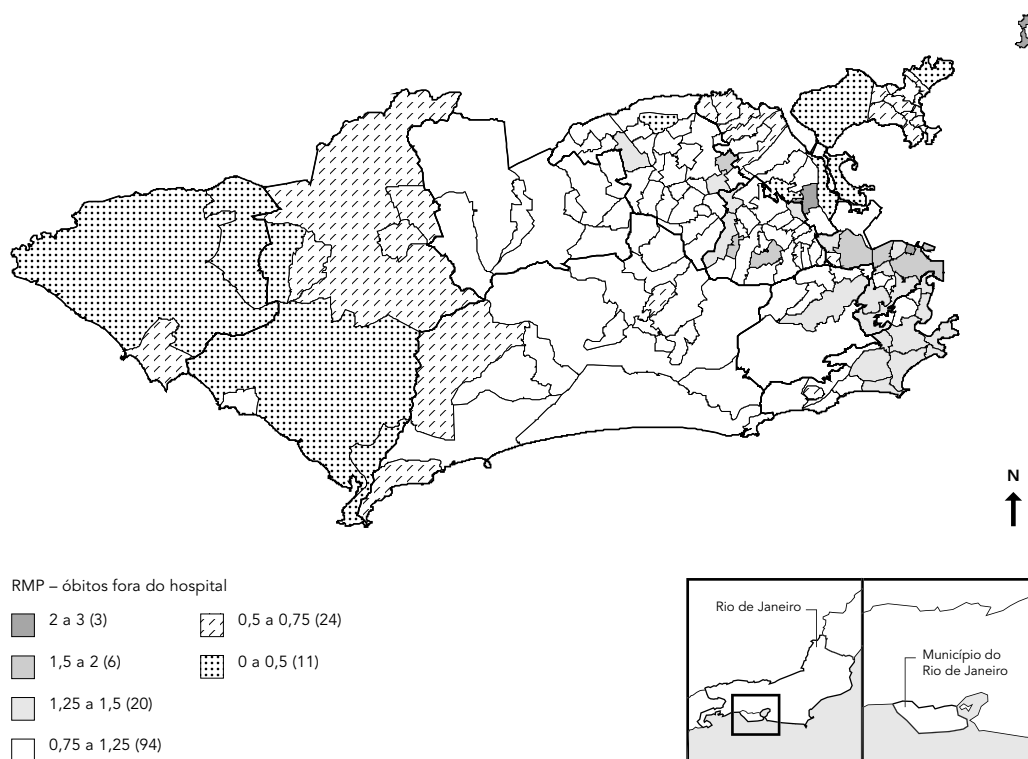 N
RMP – óbitos fora do hospital
2 a 3 (3)
1,5 a 2 (6)
1,25 a 1,5 (20)
0,75 a 1,25 (94)
0,5 a 0,75 (24)
0 a 0,5 (11)
Rio de Janeiro
Município do
Rio de Janeiro